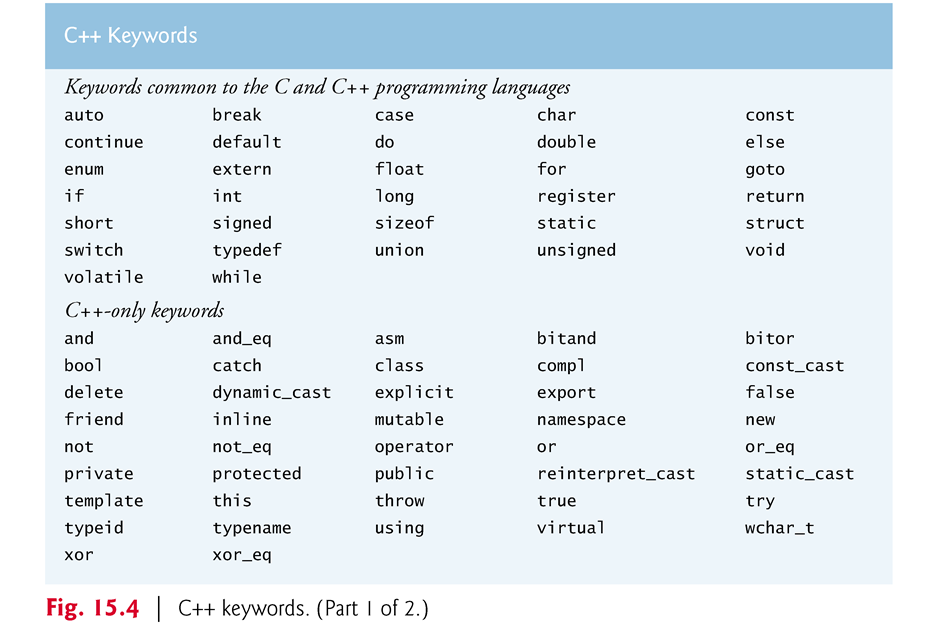 C++ Keywords
Keywords common to the C and C++ programming languages
auto break case char const
continue default do double else
enum extern float for goto
if int long register return
short signed sizeof static struct
switch typedef union unsigned void
volatile while
C++-only keywords
and and_eq asm bitand bitor
bool catch class compl const_cast
delete dynamic_cast explicit export false
friend inline mutable namespace new
not not_eq operator or or_eq
private protected public reinterpret_cast static_cast
template this throw true try
typeid typename using virtual wchar_t
xor xor_eq
Fig. 15.4 | C++ keywords. (Part 1 of 2.)